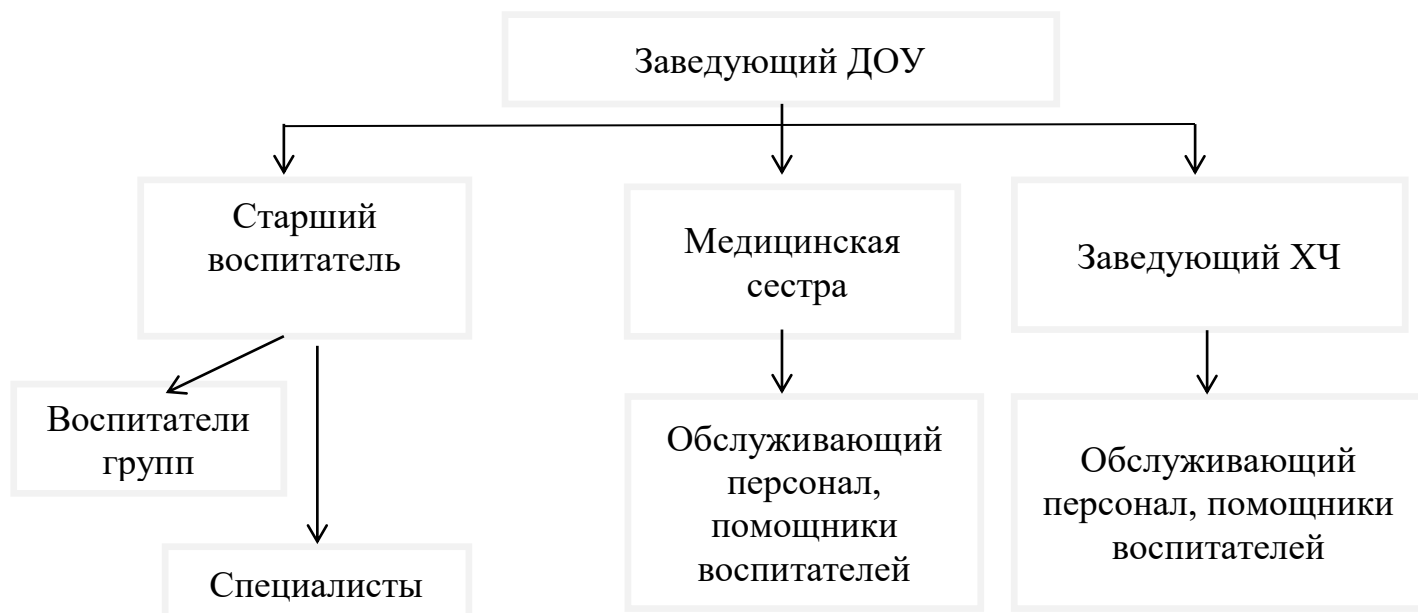 Заведующий ДОУ
Старший
воспитатель
Медицинская
сестра
Заведующий ХЧ
Воспитатели
групп
Специалисты
Обслуживающий
персонал,
помощники
воспитателей
Обслуживающий
персонал, помощники
воспитателей